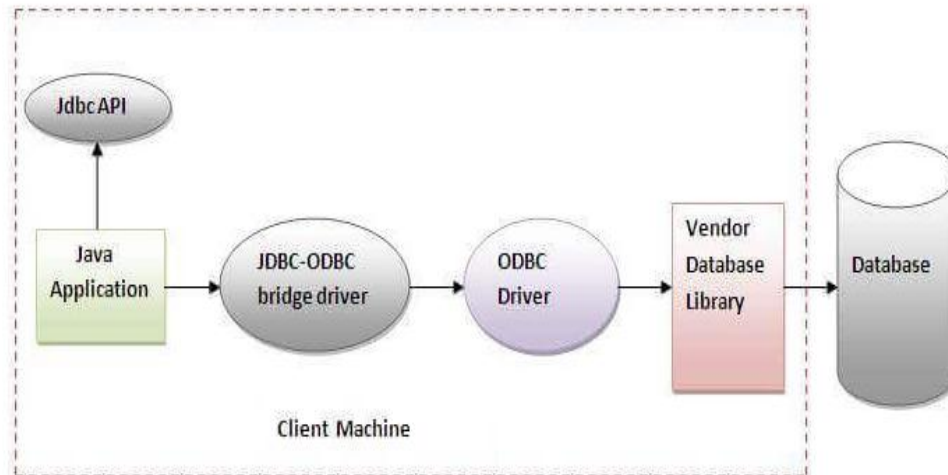 Jdbc API
Java
Application
JDBC-ODBC
bridge driver
ODBC
Driver
Vendor
Database
Library
Database
Client Machine